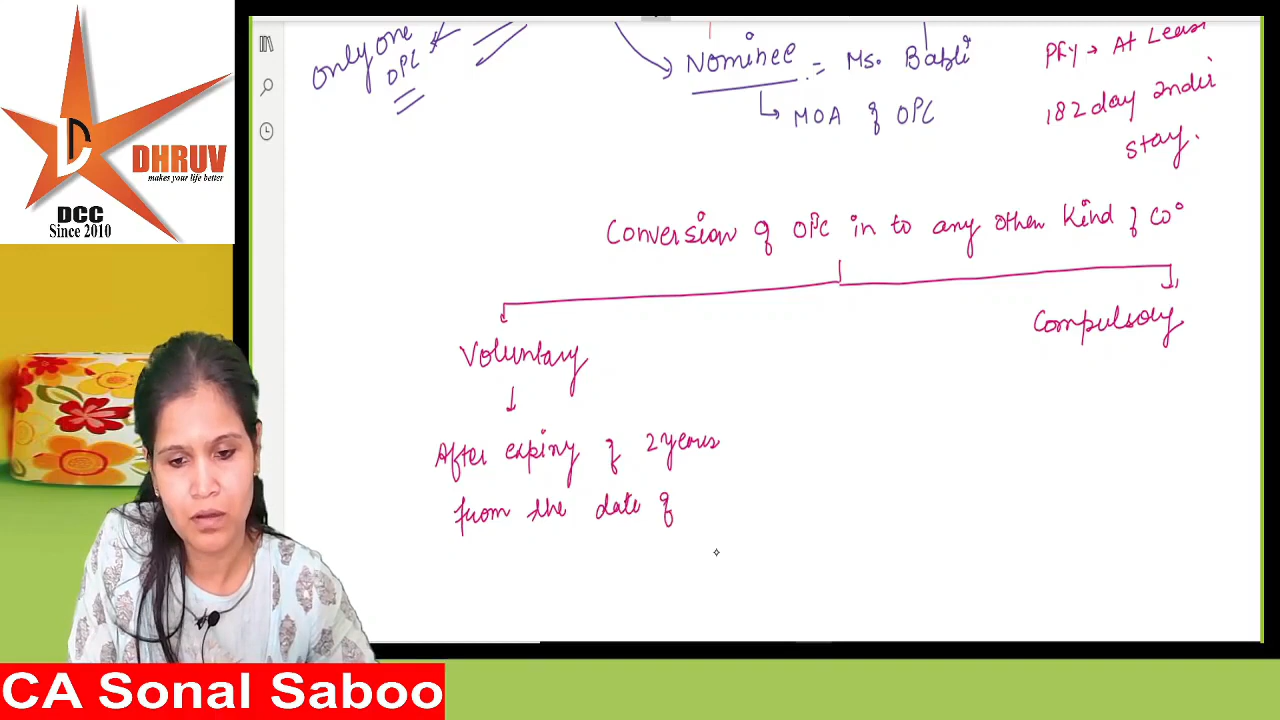 only one
OPC
Nominee = Ms. Babli
↳ MOA of OPC
PFY → At Least
182 day India
stay.
DHRUV
makes your life better
DCC
Since 2010
Conversion of OPC in to any other Kind of Co°
Voluntary
Compulsory
↓
After expiry of 2 years
from the date of
CA Sonal Saboo